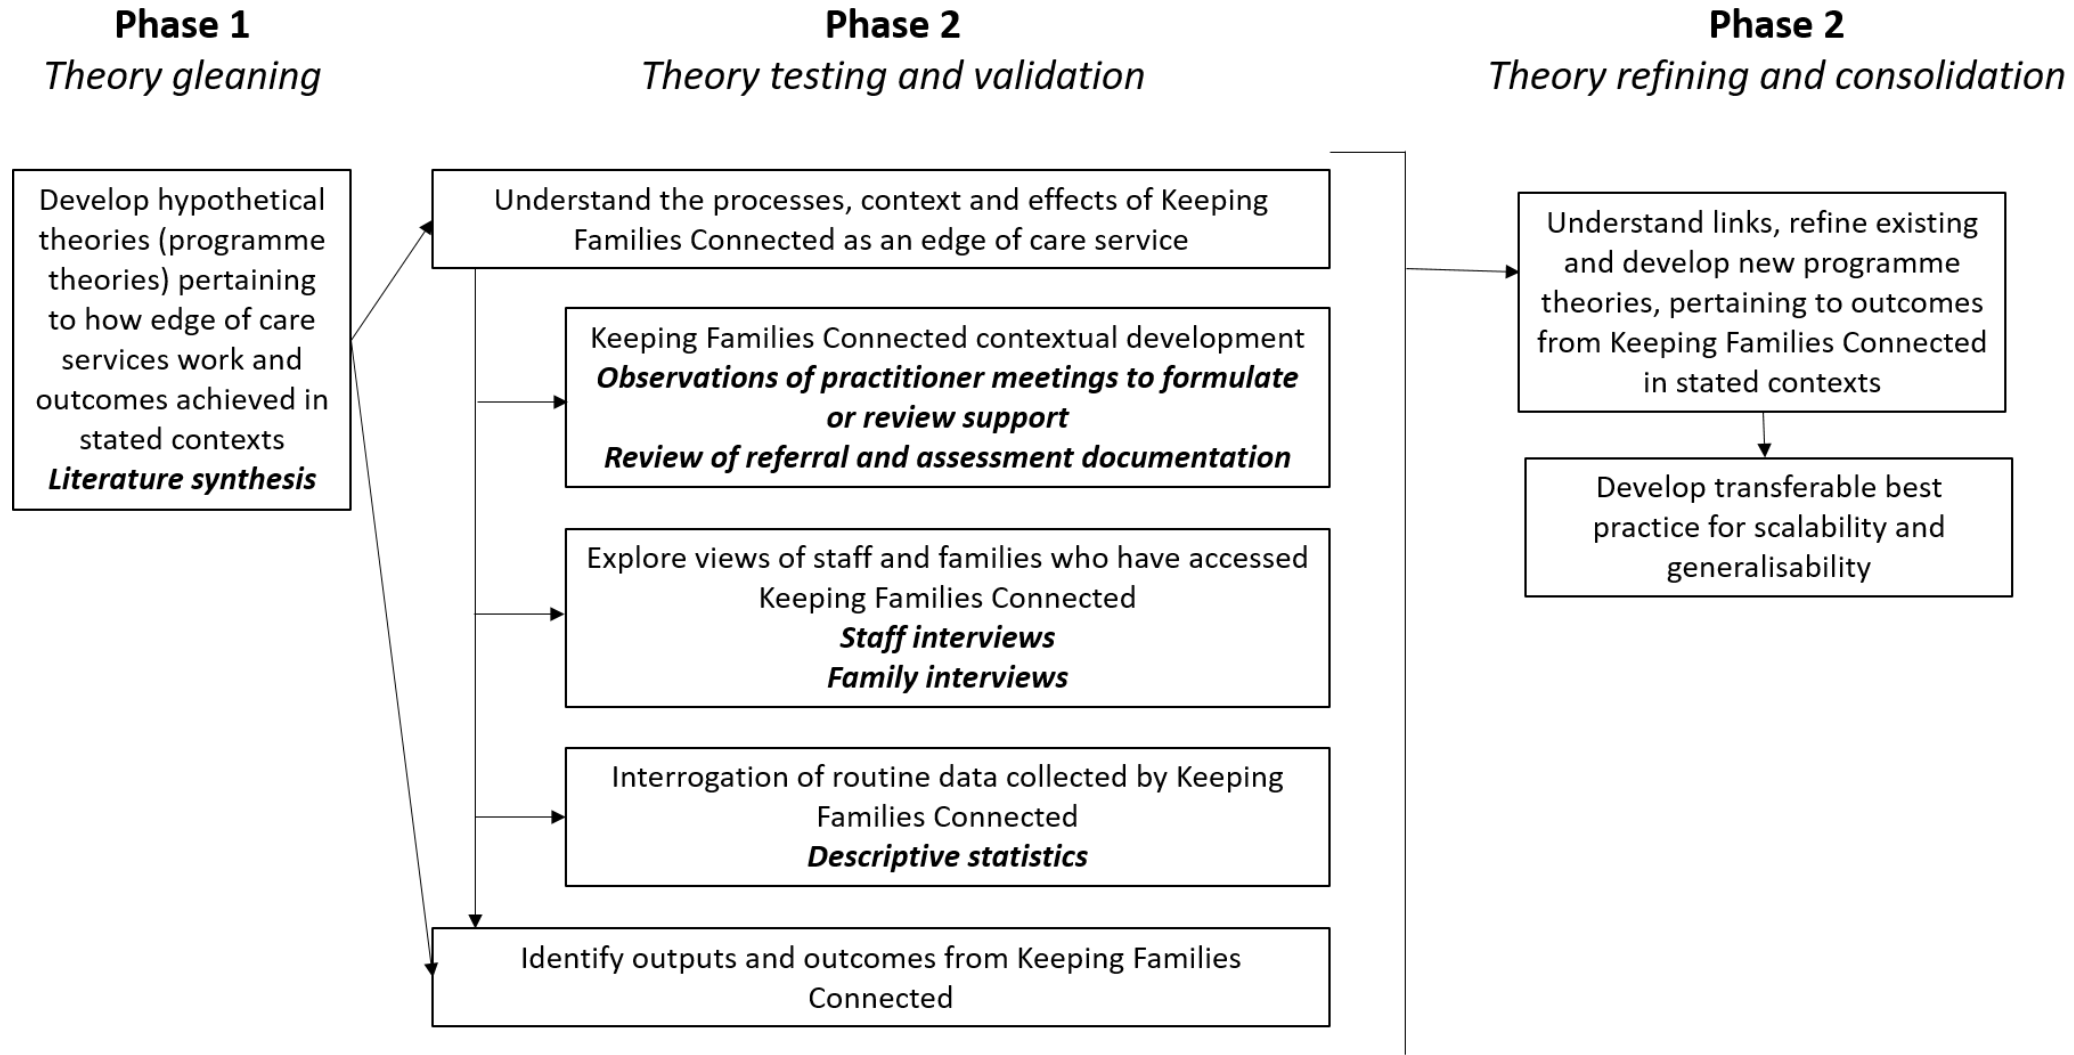 Phase 1
Theory gleaning
Develop hypothetical
theories (programme
theories) pertaining
to how edge of care
services work and
outcomes achieved in
stated contexts
Literature synthesis
Phase 2
Theory testing and validation
Understand the processes, context and effects of Keeping
Families Connected as an edge of care service
Keeping Families Connected contextual development
Observations of practitioner meetings to formulate
or review support
Review of referral and assessment documentation
Explore views of staff and families who have accessed
Keeping Families Connected
Staff interviews
Family interviews
Interrogation of routine data collected by Keeping
Families Connected
Descriptive statistics
Identify outputs and outcomes from Keeping Families
Connected
Phase 2
Theory refining and consolidation
Understand links, refine existing
and develop new programme
theories, pertaining to outcomes
from Keeping Families Connected
in stated contexts
Develop transferable best
practice for scalability and
generalisability